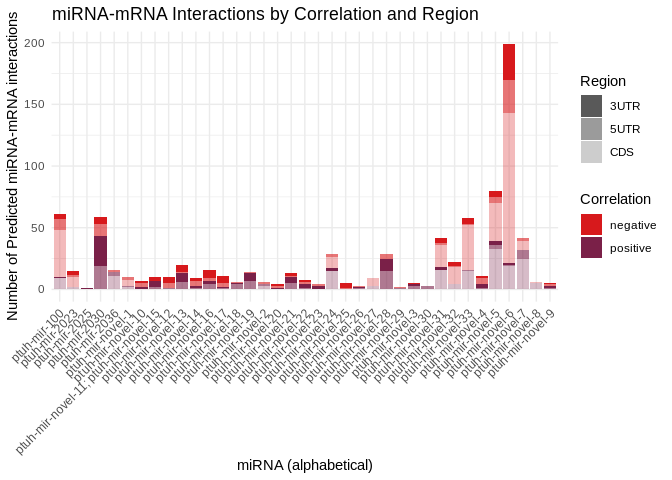 miRNA-mRNA Interactions by Correlation and Region
Number of Predicted miRNA-mRNA interactions
200
150
100
50
0
ptuh-mir-100
ptuh-mir-2023
ptuh-mir-2025
ptuh-mir-2030
ptuh-mir-2036
ptuh-mir-novel-1
ptuh-mir-novel-10
ptuh-mir-novel-11;
ptuh-mir-novel-12
ptuh-mir-novel-13
ptuh-mir-novel-14
ptuh-mir-novel-16
ptuh-mir-novel-17
ptuh-mir-novel-18
ptuh-mir-novel-19
ptuh-mir-novel-2
ptuh-mir-novel-20
ptuh-mir-novel-21
ptuh-mir-novel-22
ptuh-mir-novel-23
ptuh-mir-novel-24
ptuh-mir-novel-25
ptuh-mir-novel-26
ptuh-mir-novel-27
ptuh-mir-novel-28
ptuh-mir-novel-29
ptuh-mir-novel-3
ptuh-mir-novel-30
ptuh-mir-novel-31
ptuh-mir-novel-32
ptuh-mir-novel-33
ptuh-mir-novel-4
ptuh-mir-novel-5
ptuh-mir-novel-6
ptuh-mir-novel-7
ptuh-mir-novel-8
ptuh-mir-novel-9
miRNA (alphabetical)
Region
3UTR
5UTR
CDS
Correlation
negative
positive